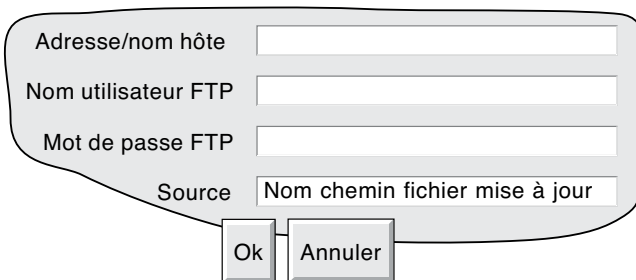 Adresse/nom hôte
Nom utilisateur FTP
Mot de passe FTP
Source Nom chemin fichier mise à jour
Ok Annuler